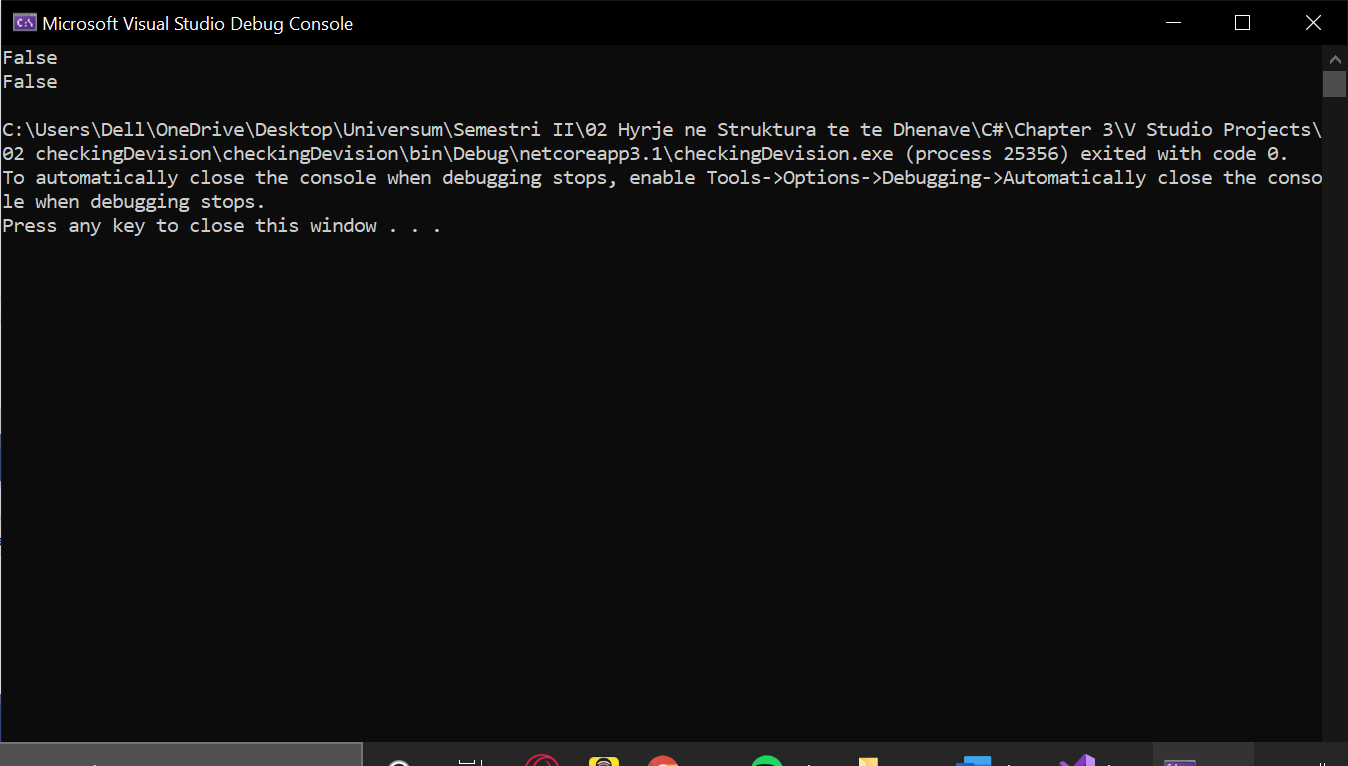 Microsoft Visual Studio Debug Console
False
False
C:\Users\Dell\OneDrive\Desktop\Universum\Semestri II\02 Hyrje ne Struktura te te Dhenave\C#\Chapter 3\V Studio Projects\
02 checkingDevision\checkingDevision\bin\Debug\netcoreapp3.1\checkingDevision.exe (process 25356) exited with code 0.
To automatically close the console when debugging stops, enable Tools->Options->Debugging->Automatically close the conso
le when debugging stops.
Press any key to close this window . . .